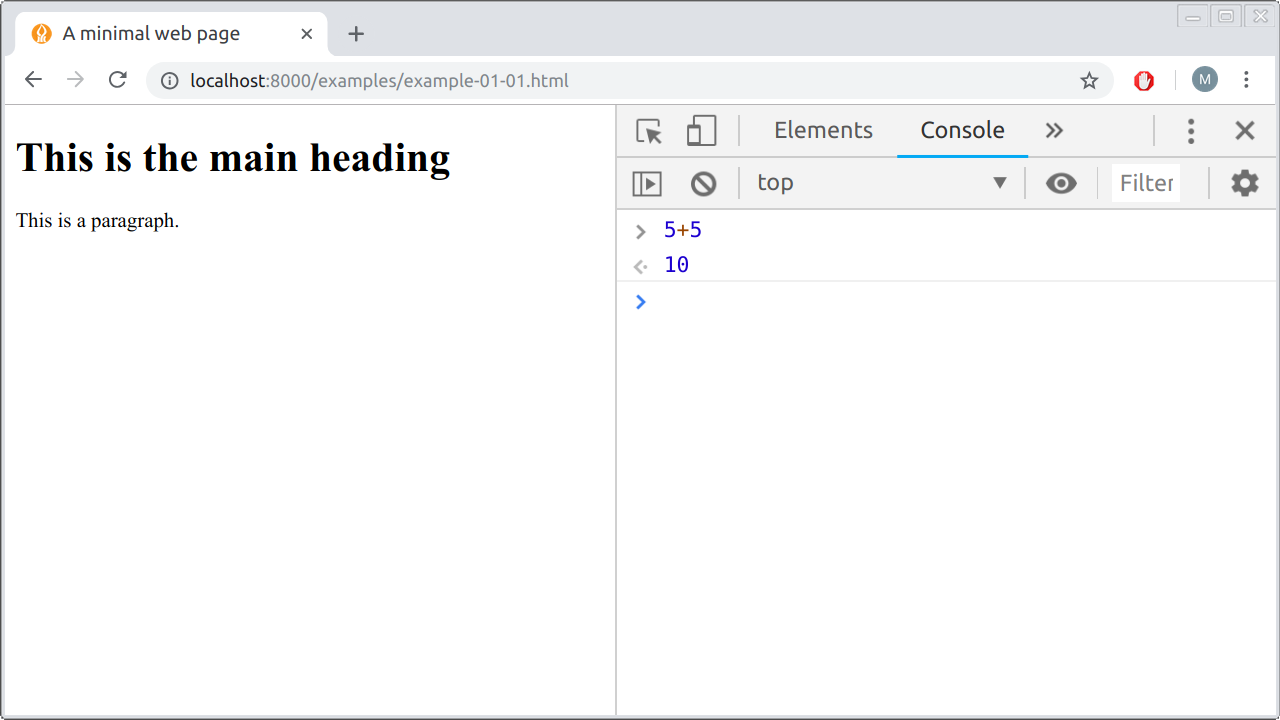 A minimal web page
localhost:8000/examples/example-01-01.html
M
This is the main heading
This is a paragraph.
Elements Console
top Filter
5+5
10